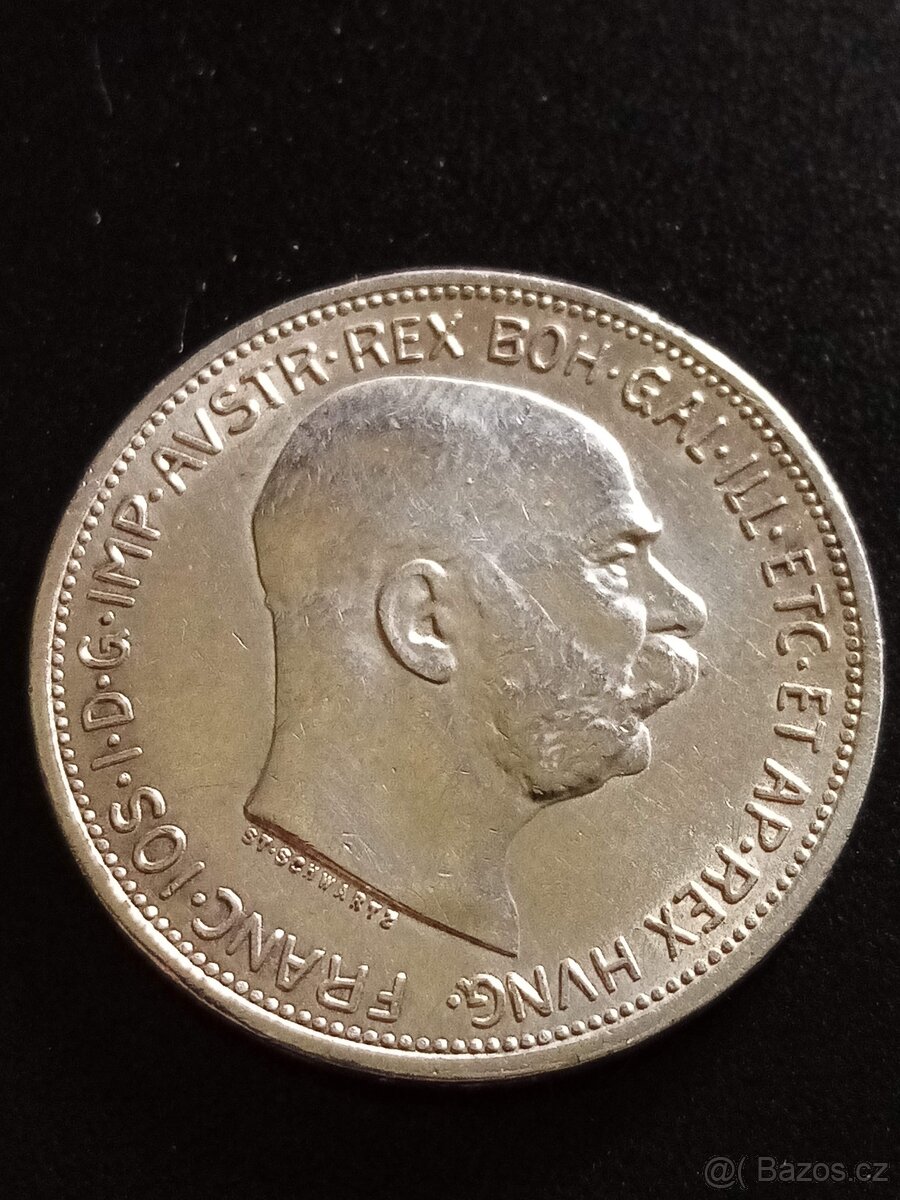 FRANC·IOS·I·D·G·IMP·AVSTR·REX BOH·GAL·ILL·ETC·ET AP·REX HVNG·
ST·SCHWARTZ
@( Bazos.cz